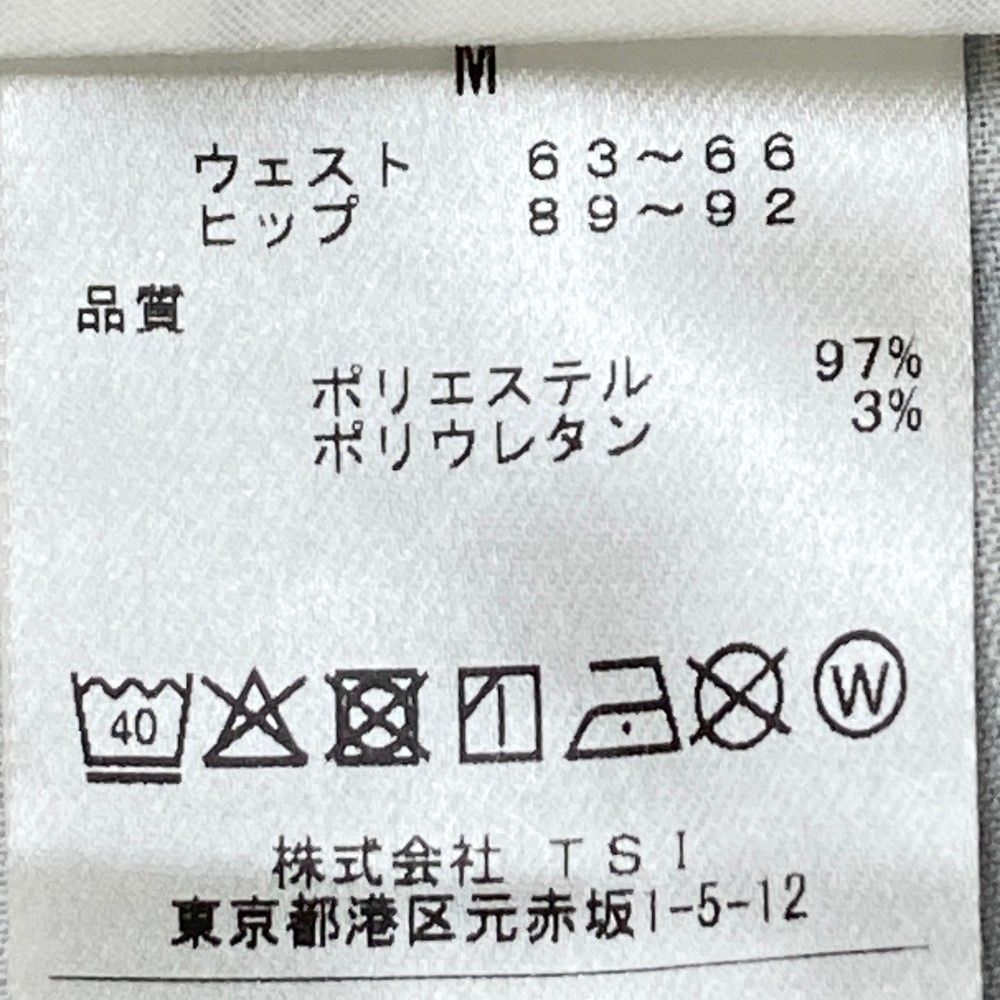 M
ウェスト　６３～６６
ヒップ　８９～９２
品質
ポリエステル　97%
ポリウレタン　3%
40 W
株式会社　ＴＳＩ
東京都港区元赤坂1-5-12